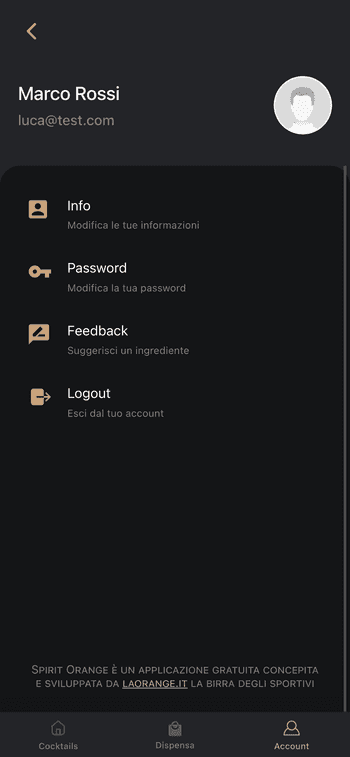 Marco Rossi
luca@test.com
Info
Modifica le tue informazioni
Password
Modifica la tua password
Feedback
Suggerisci un ingrediente
Logout
Esci dal tuo account
Spirit Orange è un applicazione gratuita concepita
e sviluppata da laorange.it la birra degli sportivi
Cocktails
Dispensa
Account